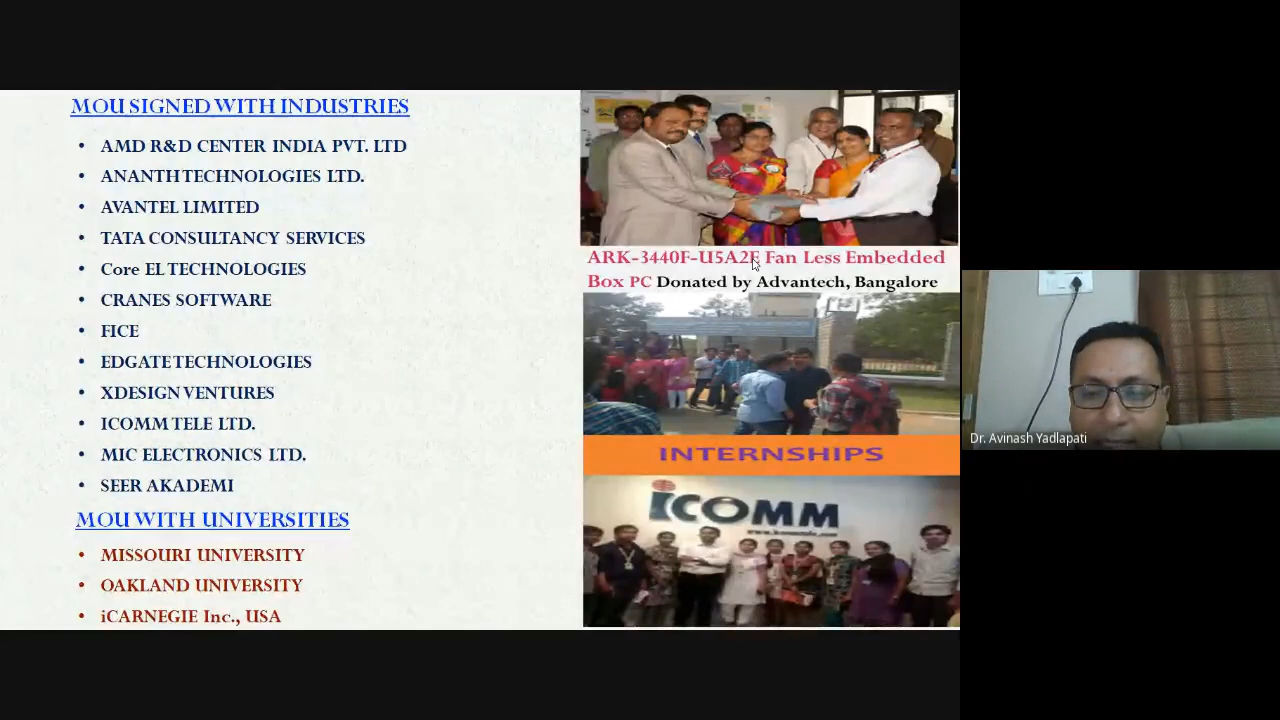 MOU SIGNED WITH INDUSTRIES
• AMD R&D CENTER INDIA PVT. LTD
• ANANTH TECHNOLOGIES LTD.
• AVANTEL LIMITED
• TATA CONSULTANCY SERVICES
• Core EL TECHNOLOGIES
• CRANES SOFTWARE
• FICE
• EDGATE TECHNOLOGIES
• XDESIGN VENTURES
• ICOMM TELE LTD.
• MIC ELECTRONICS LTD.
• SEER AKADEMI
MOU WITH UNIVERSITIES
• MISSOURI UNIVERSITY
• OAKLAND UNIVERSITY
• iCARNEGIE Inc., USA
ARK-3440F-U5A2E Fan Less Embedded
Box PC Donated by Advantech, Bangalore
INTERNSHIPS
iCOMM
Dr. Avinash Yadlapati